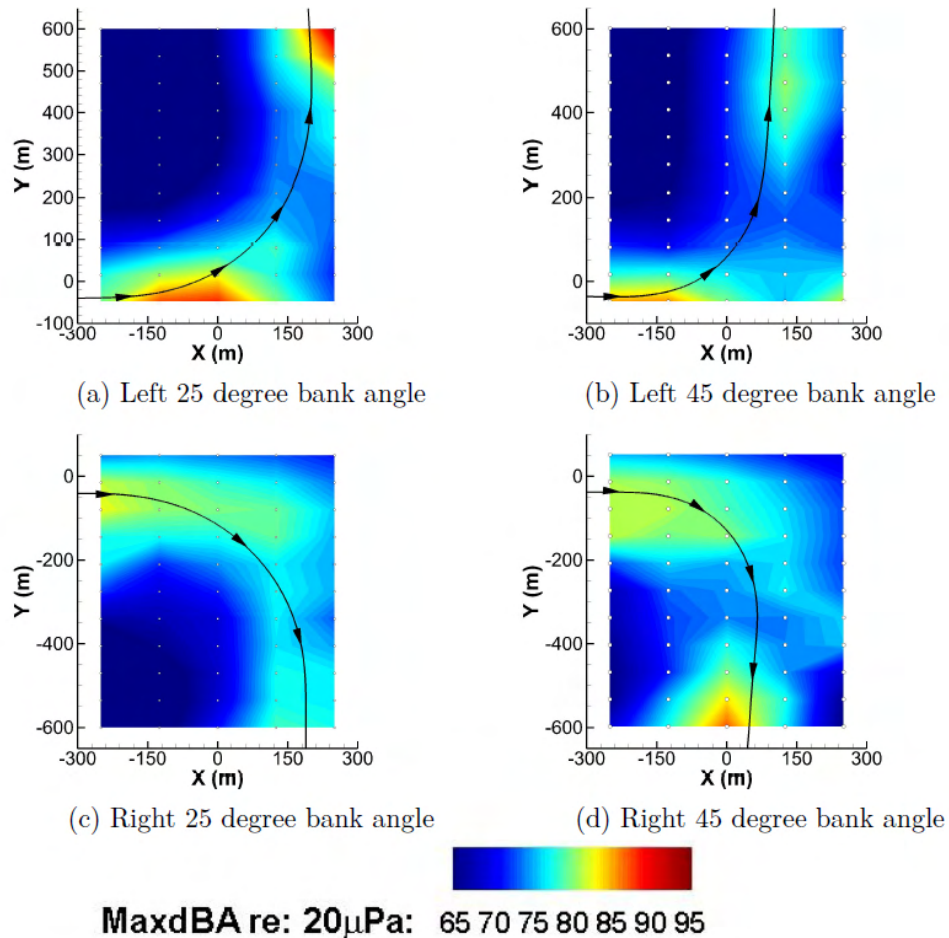 600
500
400
300
200
100
0
-100
Y (m)
-300 -150 0 150 300
X (m)
(a) Left 25 degree bank angle
600
400
200
0
Y (m)
-300 -150 0 150 300
X (m)
(b) Left 45 degree bank angle
0
-200
-400
-600
Y (m)
-300 -150 0 150 300
X (m)
(c) Right 25 degree bank angle
0
-200
-400
-600
Y (m)
-300 -150 0 150 300
X (m)
(d) Right 45 degree bank angle
MaxdBA re: 20μPa: 65 70 75 80 85 90 95